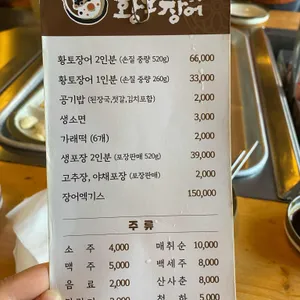 황토장어
황토장어 2인분 (손질 중량 520g) 66,000
황토장어 1인분 (손질 중량 260g) 33,000
공기밥 (된장국,젓갈,김치포함) 2,000
생소면 3,000
가래떡 (6개) 2,000
생포장 2인분 (포장판매 520g) 39,000
고추장, 야채포장 (포장판매) 2,000
장어엑기스 150,000
주 류
소 주 4,000 매취순 10,000
맥 주 5,000 백세주 8,000
음 료 2,000 산사춘 8,000
청 하 5,000